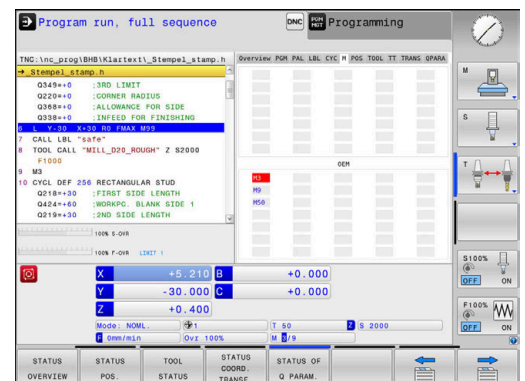 Program run, full sequence
DNC PGM MGT Programming
TNC:\nc_prog\BHB\Klartext\_Stempel_stamp.h
→_Stempel_stamp.h
Q349=+0 ;3RD LIMIT
Q220=+0 ;CORNER RADIUS
Q368=+0 ;ALLOWANCE FOR SIDE
Q338=+0 ;INFEED FOR FINISHING
6 L Y-30 X+30 R0 FMAX M99
7 CALL LBL "safe"
8 TOOL CALL "MILL_D20_ROUGH" Z S2000
F1000
9 M3
10 CYCL DEF 256 RECTANGULAR STUD
Q218=+30 ;FIRST SIDE LENGTH
Q424=+60 ;WORKPC. BLANK SIDE 1
Q219=+30 ;2ND SIDE LENGTH
100% S-OVR
100% F-OVR LIMIT 1
Overview PGM PAL LBL CYC M POS TOOL TT TRANS QPARA
OEM
M3
M9
M50
X +5.210 B +0.000
Y -30.000 C +0.000
Z +0.400
Mode: NOML. 1 T 50 Z S 2000
F 0mm/min Ovr 100% M 3/9
M
S
T
S100%
OFF ON
F100%
OFF ON
STATUS OVERVIEW
STATUS POS.
TOOL STATUS
STATUS COORD. TRANSF.
STATUS OF Q PARAM.